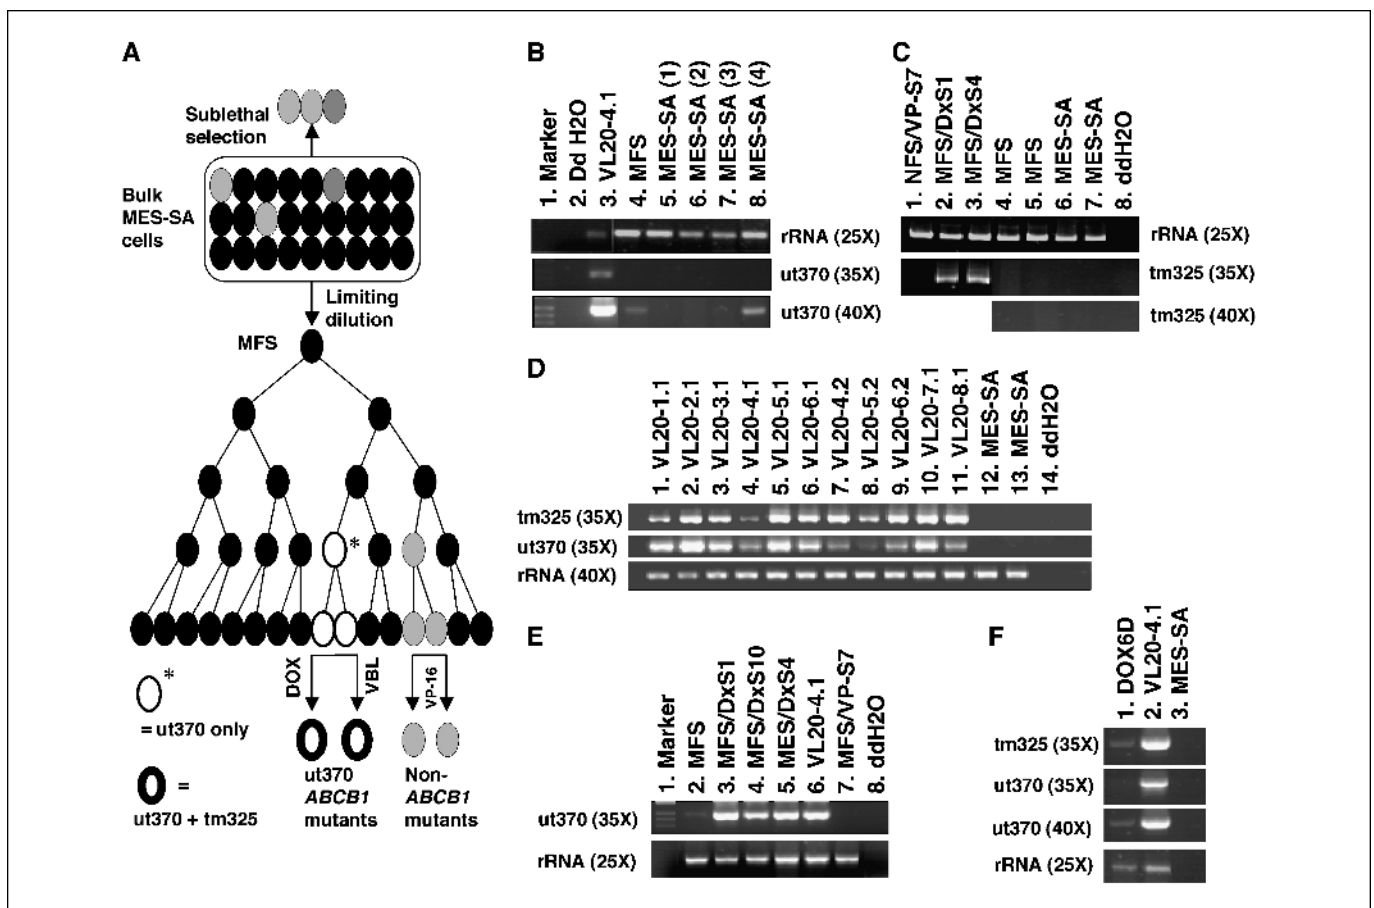 A
Sublethal
selection
Bulk
MES-SA
cells
Limiting
dilution
MFS
*
DOX
VBL
VP-16
*
= ut370 only
=
ut370 + tm325
ut370
ABCB1
mutants
Non-
ABCB1
mutants
B
1. Marker
2. Dd H2O
3. VL20-4.1
4. MFS
5. MES-SA (1)
6. MES-SA (2)
7. MES-SA (3)
8. MES-SA (4)
rRNA (25X)
ut370 (35X)
ut370 (40X)
C
1. NFS/VP-S7
2. MFS/DxS1
3. MFS/DxS4
4. MFS
5. MFS
6. MES-SA
7. MES-SA
8. ddH2O
rRNA (25X)
tm325 (35X)
tm325 (40X)
D
1. VL20-1.1
2. VL20-2.1
3. VL20-3.1
4. VL20-4.1
5. VL20-5.1
6. VL20-6.1
7. VL20-4.2
8. VL20-5.2
9. VL20-6.2
10. VL20-7.1
11. VL20-8.1
12. MES-SA
13. MES-SA
14. ddH2O
tm325 (35X)
ut370 (35X)
rRNA (40X)
E
1. Marker
2. MFS
3. MFS/DxS1
4. MFS/DxS10
5. MES/DxS4
6. VL20-4.1
7. MFS/VP-S7
8. ddH2O
ut370 (35X)
rRNA (25X)
F
1. DOX6D
2. VL20-4.1
3. MES-SA
tm325 (35X)
ut370 (35X)
ut370 (40X)
rRNA (25X)